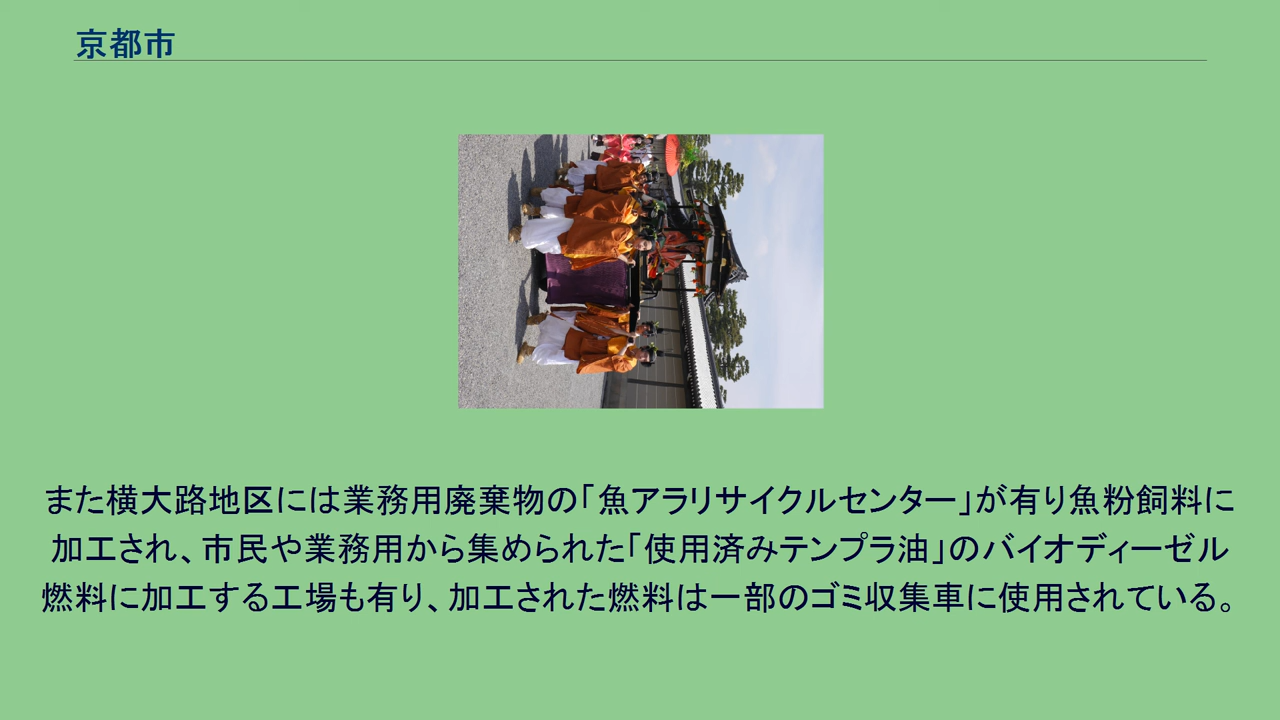 京都市
また横大路地区には業務用廃棄物の｢魚アラリサイクルセンター｣が有り魚粉飼料に
加工され、市民や業務用から集められた｢使用済みテンプラ油｣のバイオディーゼル
燃料に加工する工場も有り、加工された燃料は一部のゴミ収集車に使用されている。